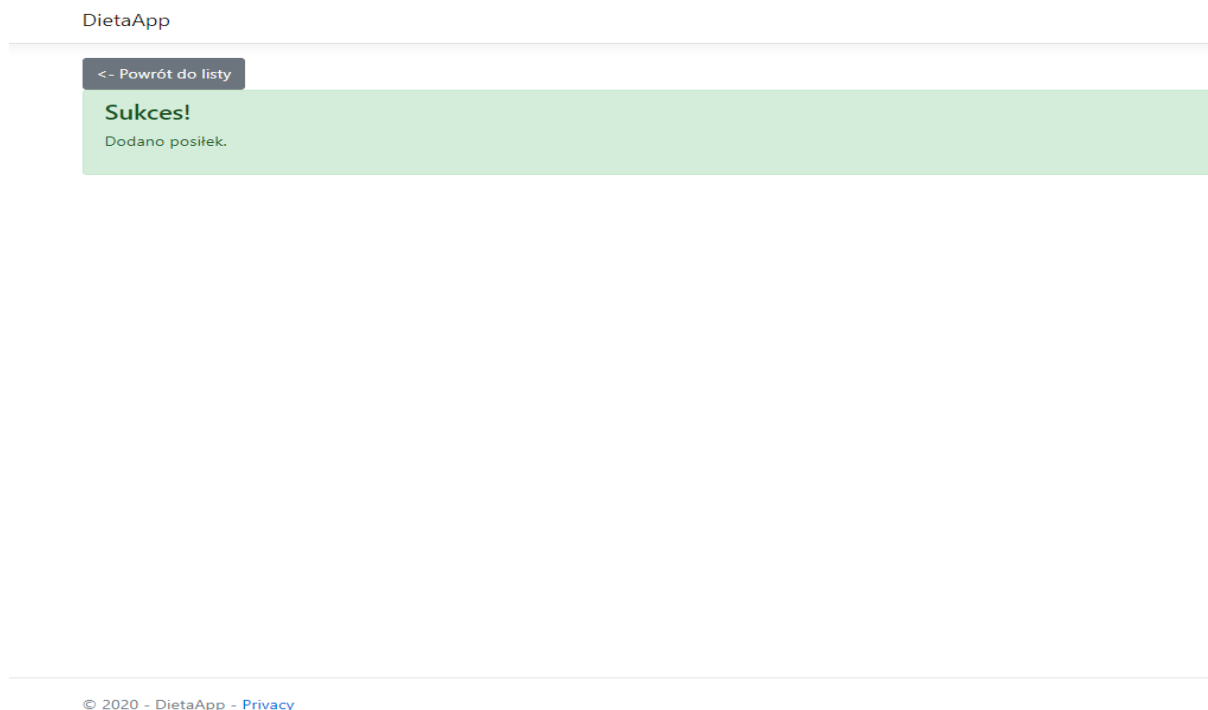 DietaApp
<- Powrót do listy
Sukces!
Dodano posiłek.
© 2020 - DietaApp - Privacy